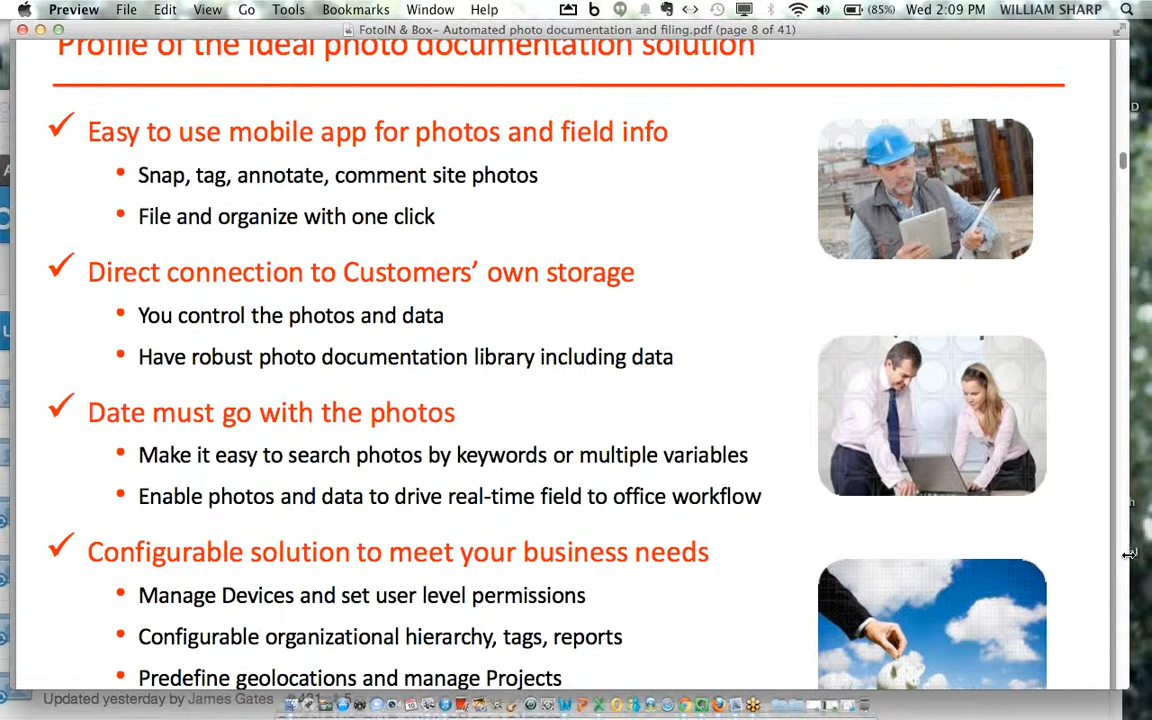 Preview File Edit View Go Tools Bookmarks Window Help (85%) Wed 2:09 PM WILLIAM SHARP
FotoIN & Box- Automated photo documentation and filing.pdf (page 8 of 41)
Profile of the ideal photo documentation solution
Easy to use mobile app for photos and field info
Snap, tag, annotate, comment site photos
File and organize with one click
Direct connection to Customers' own storage
You control the photos and data
Have robust photo documentation library including data
Date must go with the photos
Make it easy to search photos by keywords or multiple variables
Enable photos and data to drive real-time field to office workflow
Configurable solution to meet your business needs
Manage Devices and set user level permissions
Configurable organizational hierarchy, tags, reports
Predefine geolocations and manage Projects
Updated yesterday by James Gates